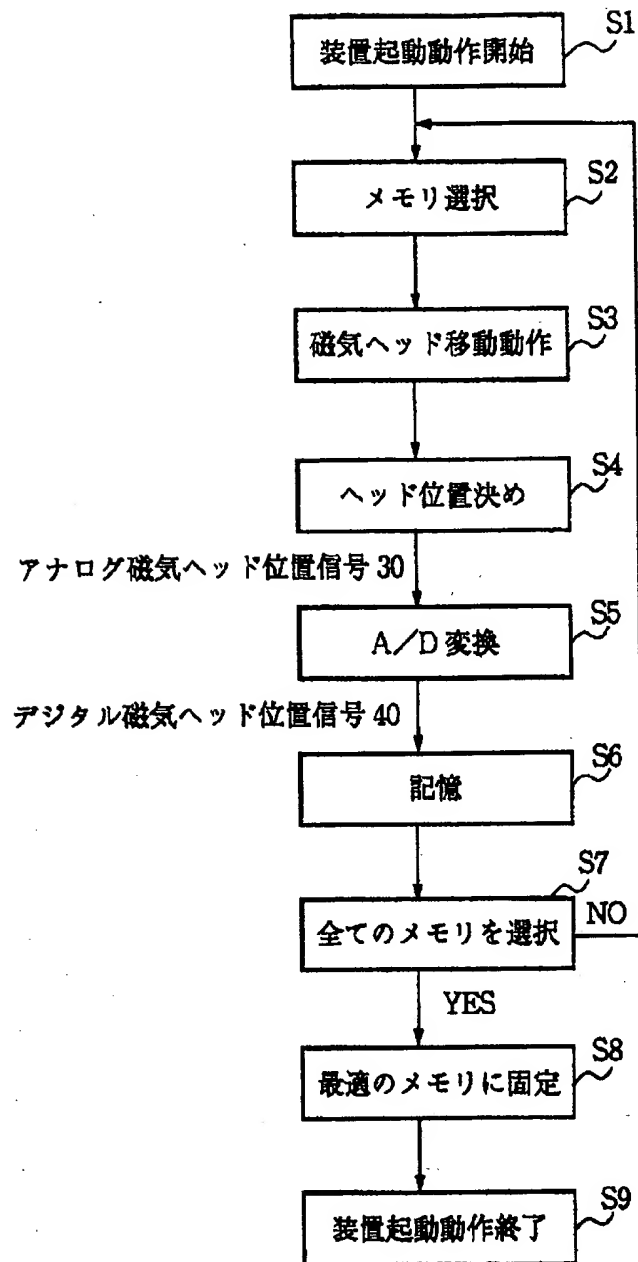 S1
装置起動動作開始
S2
メモリ選択
S3
磁気ヘッド移動動作
S4
ヘッド位置決め
アナログ磁気ヘッド位置信号30
S5
A/D変換
デジタル磁気ヘッド位置信号40
S6
記憶
S7
全てのメモリを選択
NO
YES
S8
最適のメモリに固定
S9
装置起動動作終了